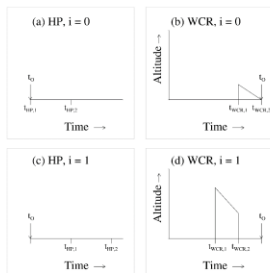 (a) HP, i = 0
t₀
t_HP,1 t_HP,2
Time →
(b) WCR, i = 0
Altitude →
t₀
t_WCR,1 t_WCR,2
Time →
(c) HP, i = 1
t₀
t_HP,1 t_HP,2
Time →
(d) WCR, i = 1
Altitude →
t₀
t_WCR,1 t_WCR,2
Time →